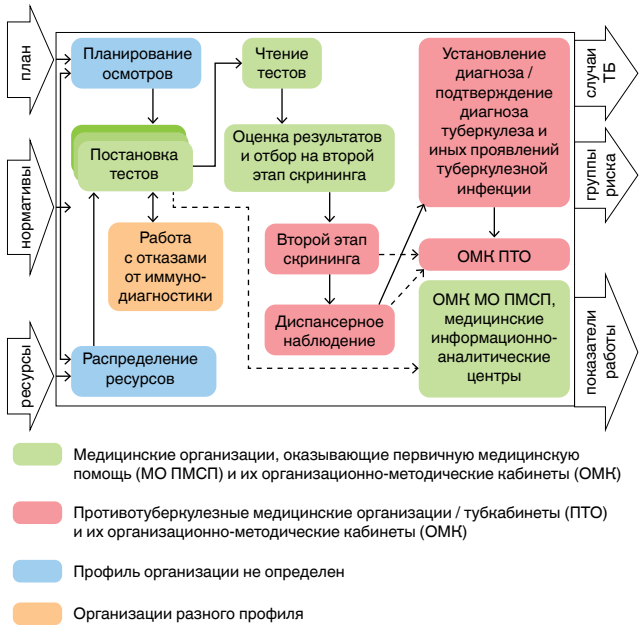 план
нормативы
ресурсы
Планирование
осмотров
Постановка
тестов
Работа
с отказами
от иммуно-
диагностики
Распределение
ресурсов
Чтение
тестов
Оценка результатов
и отбор на второй
этап скрининга
Второй этап
скрининга
Диспансерное
наблюдение
Установление
диагноза /
подтверждение
диагноза
туберкулеза и
иных проявлений
туберкулезной
инфекции
ОМК ПТО
ОМК МО ПМСП,
медицинские
информационно-
аналитические
центры
случаи
ТБ
группы
риска
показатели
работы
Медицинские организации, оказывающие первичную медицинскую
помощь (МО ПМСП) и их организационно-методические кабинеты (ОМК)
Противотуберкулезные медицинские организации / тубкабинеты (ПТО)
и их организационно-методические кабинеты (ОМК)
Профиль организации не определен
Организации разного профиля